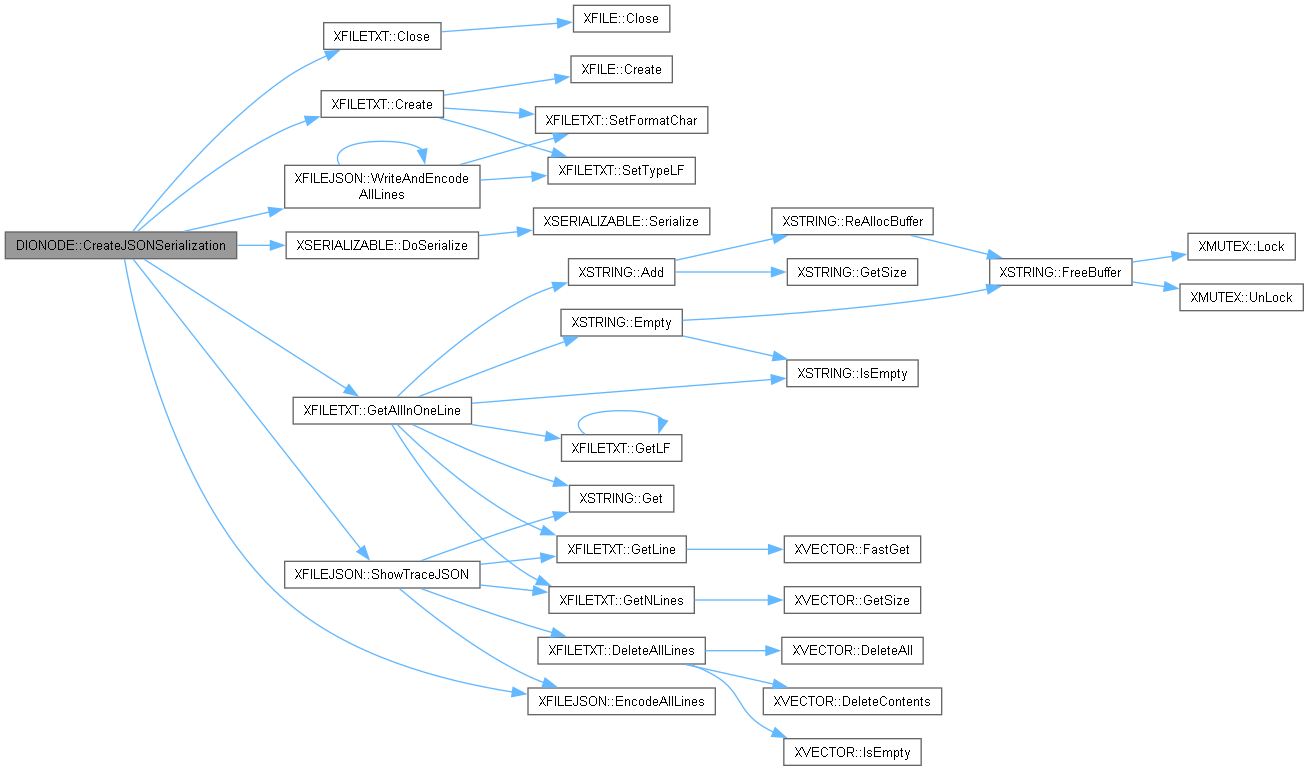 DIONODE::CreateJSONSerialization
XFILETXT::Close
XFILE::Close
XFILETXT::Create
XFILE::Create
XFILETXT::SetFormatChar
XFILETXT::SetTypeLF
XFILEJSON::WriteAndEncode
AllLines
XSERIALIZABLE::DoSerialize
XSERIALIZABLE::Serialize
XFILETXT::GetAllInOneLine
XSTRING::Add
XSTRING::ReAllocBuffer
XSTRING::GetSize
XSTRING::FreeBuffer
XMUTEX::Lock
XMUTEX::UnLock
XSTRING::Empty
XSTRING::IsEmpty
XFILETXT::GetLF
XSTRING::Get
XFILETXT::GetLine
XVECTOR::FastGet
XFILETXT::GetNLines
XVECTOR::GetSize
XFILEJSON::ShowTraceJSON
XFILETXT::DeleteAllLines
XVECTOR::DeleteAll
XVECTOR::DeleteContents
XVECTOR::IsEmpty
XFILEJSON::EncodeAllLines